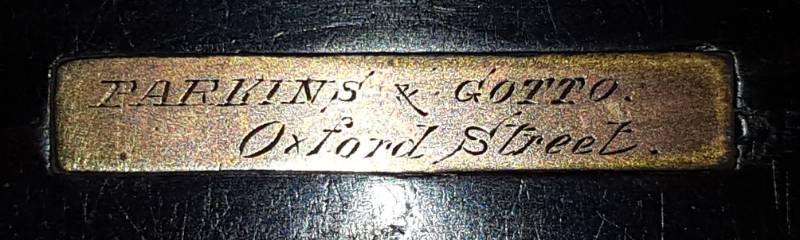 PARKINS & GOTTO.
Oxford Street.